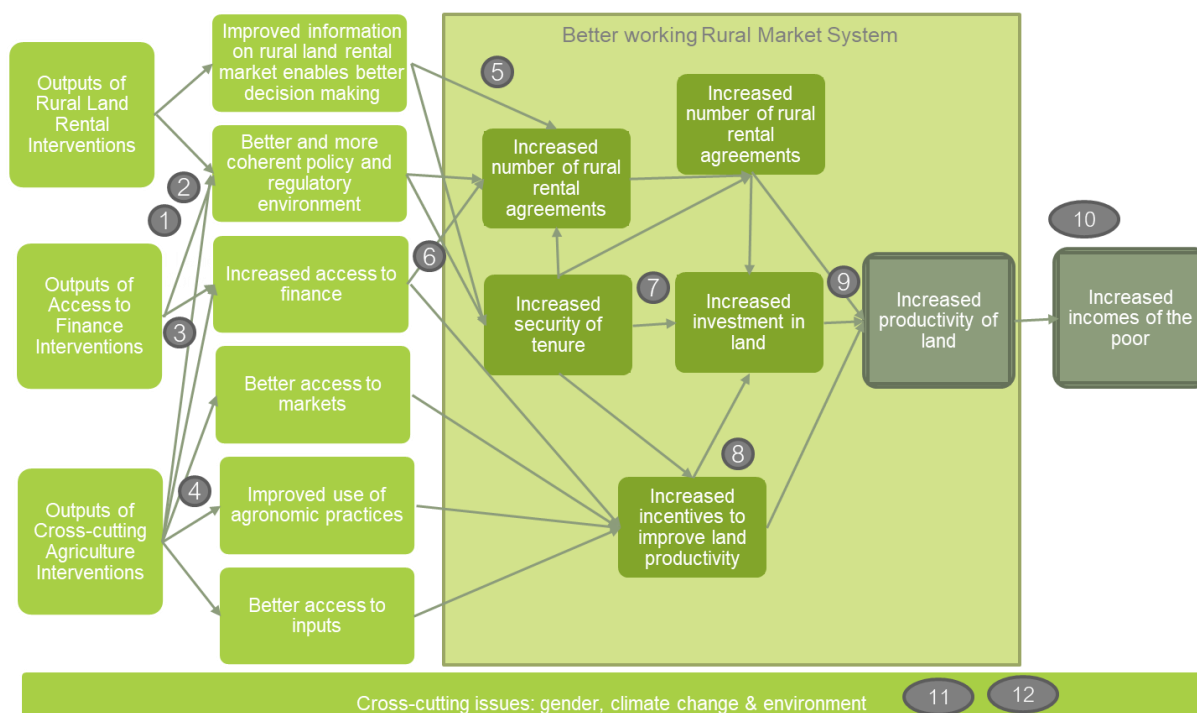 Outputs of
Rural Land
Rental
Interventions
Outputs of
Access to
Finance
Interventions
Outputs of
Cross-cutting
Agriculture
Interventions
1
2
3
4
Improved information
on rural land rental
market enables better
decision making
Better and more
coherent policy and
regulatory
environment
Increased access to
finance
Better access to
markets
Improved use of
agronomic practices
Better access to
inputs
Better working Rural Market System
5
6
Increased
number of rural
rental
agreements
Increased
number of rural
rental
agreements
Increased
security of
tenure
7
Increased
investment in
land
8
Increased
incentives to
improve land
productivity
9
Increased
productivity of
land
10
Increased
incomes of the
poor
Cross-cutting issues: gender, climate change & environment
11
12